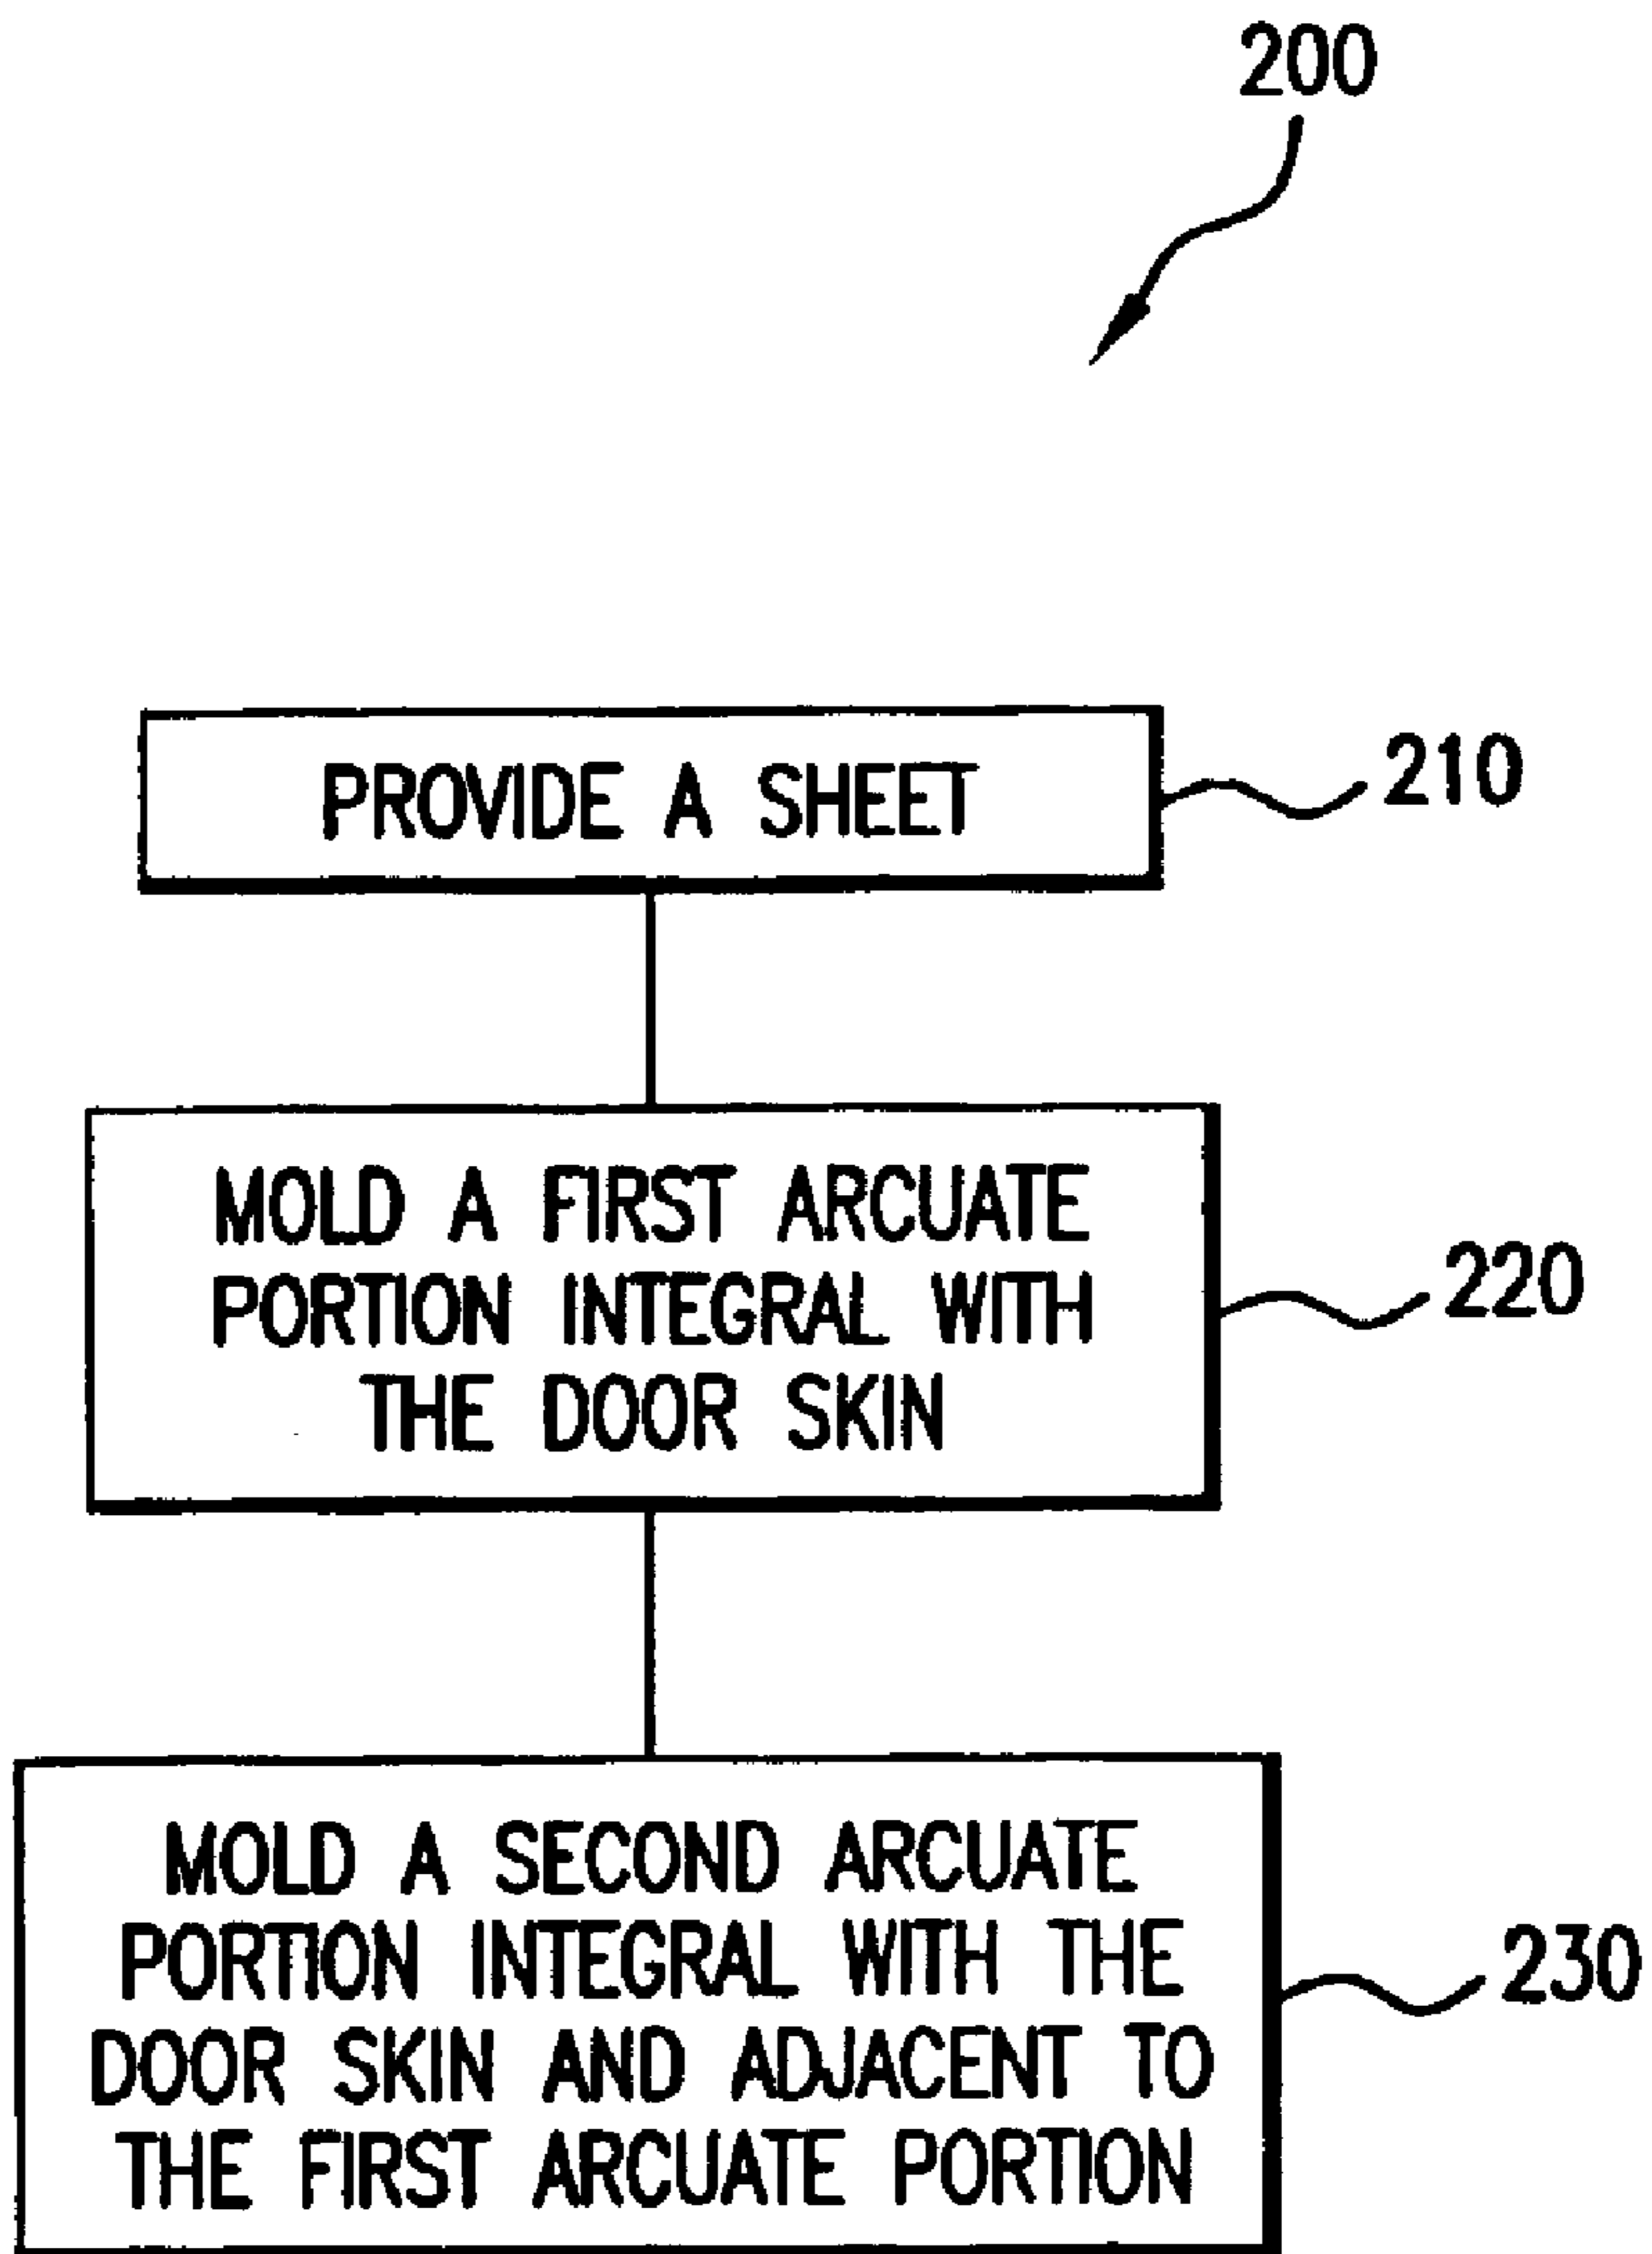 200
PROVIDE A SHEET
210
MOLD A FIRST ARCUATE
PORTION INTEGRAL WITH
THE DOOR SKIN
220
MOLD A SECOND ARCUATE
PORTION INTEGRAL WITH THE
DOOR SKIN AND ADJACENT TO
THE FIRST ARCUATE PORTION
230